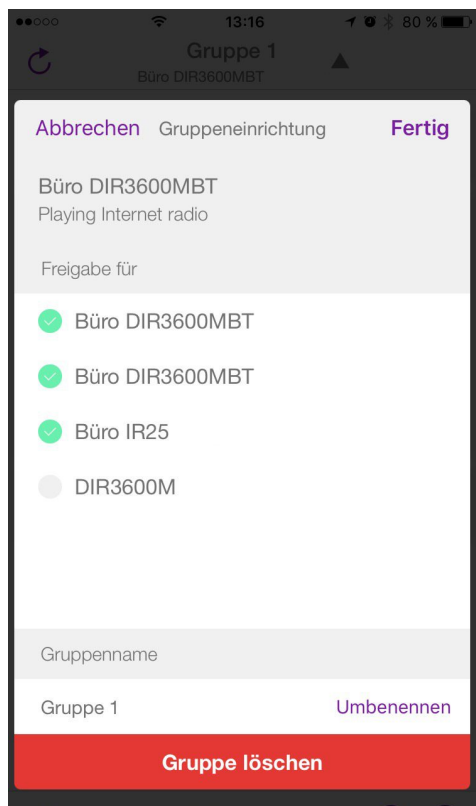 13:16
80 %
Gruppe 1
Büro DIR3600MBT
Abbrechen Gruppeneinrichtung Fertig
Büro DIR3600MBT
Playing Internet radio
Freigabe für
Büro DIR3600MBT
Büro DIR3600MBT
Büro IR25
DIR3600M
Gruppenname
Gruppe 1 Umbenennen
Gruppe löschen